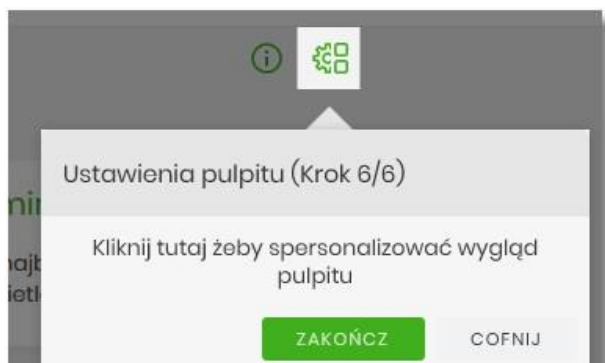 Ustawienia pulpitu (Krok 6/6)
Kliknij tutaj żeby spersonalizować wygląd
pulpitu
ZAKOŃCZ
COFNIJ